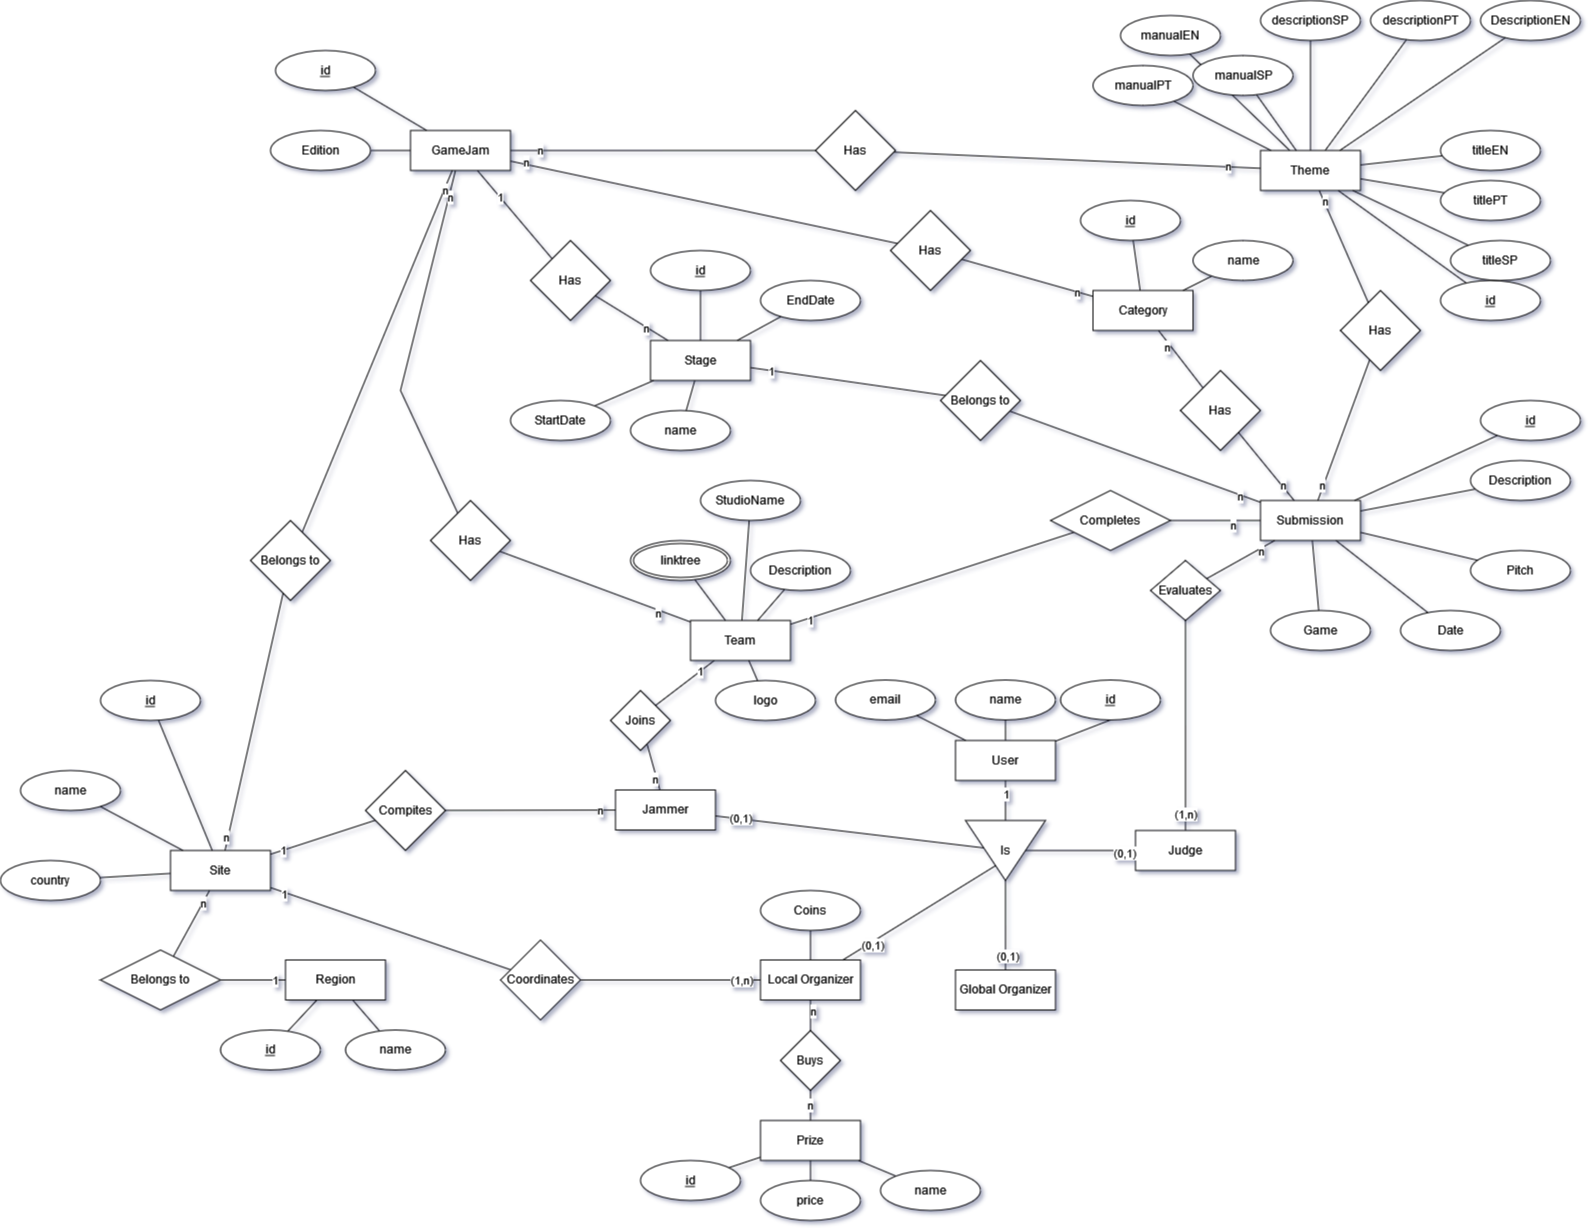 descriptionSP
descriptionPT
DescriptionEN
manualEN
id
manualSP
manualPT
Edition
GameJam
n
Has
n
Theme
titleEN
n
n
n
1
titlePT
n
id
Has
Has
id
name
titleSP
id
EndDate
n
Category
Has
n
Stage
1
n
Belongs to
Has
StartDate
name
id
n
n
n
StudioName
Description
Completes
n
Submission
Has
linktree
Belongs to
Description
n
Pitch
Evaluates
n
1
Team
Game
Date
1
id
logo
email
name
id
Joins
User
n
name
1
Compites
n
Jammer
(0,1)
(1,n)
n
1
Is
(0,1)
Judge
Site
country
1
n
Coins
(0,1)
(0,1)
Belongs to
1
Region
Coordinates
(1,n)
Local Organizer
Global Organizer
n
id
name
Buys
n
Prize
id
price
name